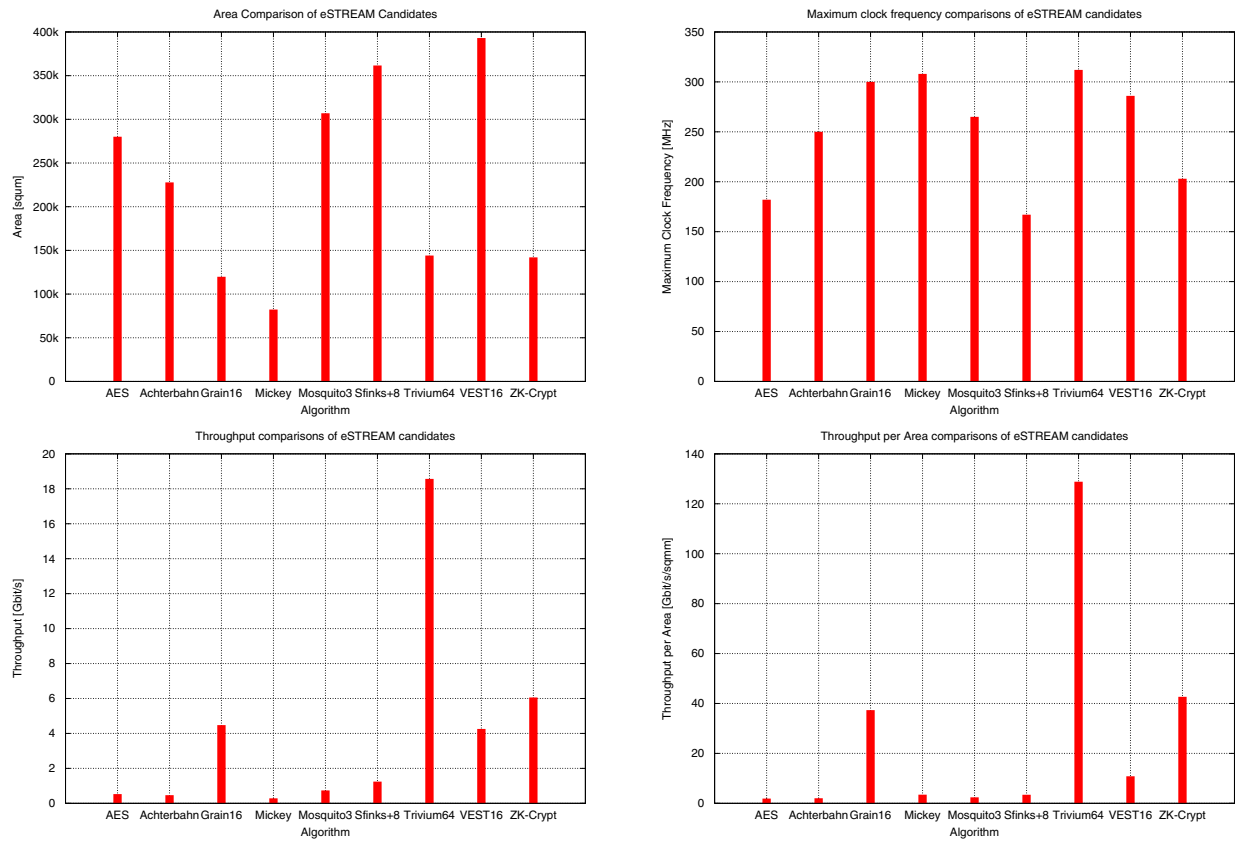 Area Comparison of eSTREAM Candidates
400k
350k
300k
250k
200k
150k
100k
50k
0
Area [squm]
AES Achterbahn Grain16 Mickey Mosquito3 Sfinks+8 Trivium64 VEST16 ZK-Crypt
Algorithm
Maximum clock frequency comparisons of eSTREAM candidates
350
300
250
200
150
100
50
0
Maximum Clock Frequency [MHz]
AES Achterbahn Grain16 Mickey Mosquito3 Sfinks+8 Trivium64 VEST16 ZK-Crypt
Algorithm
Throughput comparisons of eSTREAM candidates
20
18
16
14
12
10
8
6
4
2
0
Throughput [Gbit/s]
AES Achterbahn Grain16 Mickey Mosquito3 Sfinks+8 Trivium64 VEST16 ZK-Crypt
Algorithm
Throughput per Area comparisons of eSTREAM candidates
140
120
100
80
60
40
20
0
Throughput per Area [Gbit/s/sqmm]
AES Achterbahn Grain16 Mickey Mosquito3 Sfinks+8 Trivium64 VEST16 ZK-Crypt
Algorithm